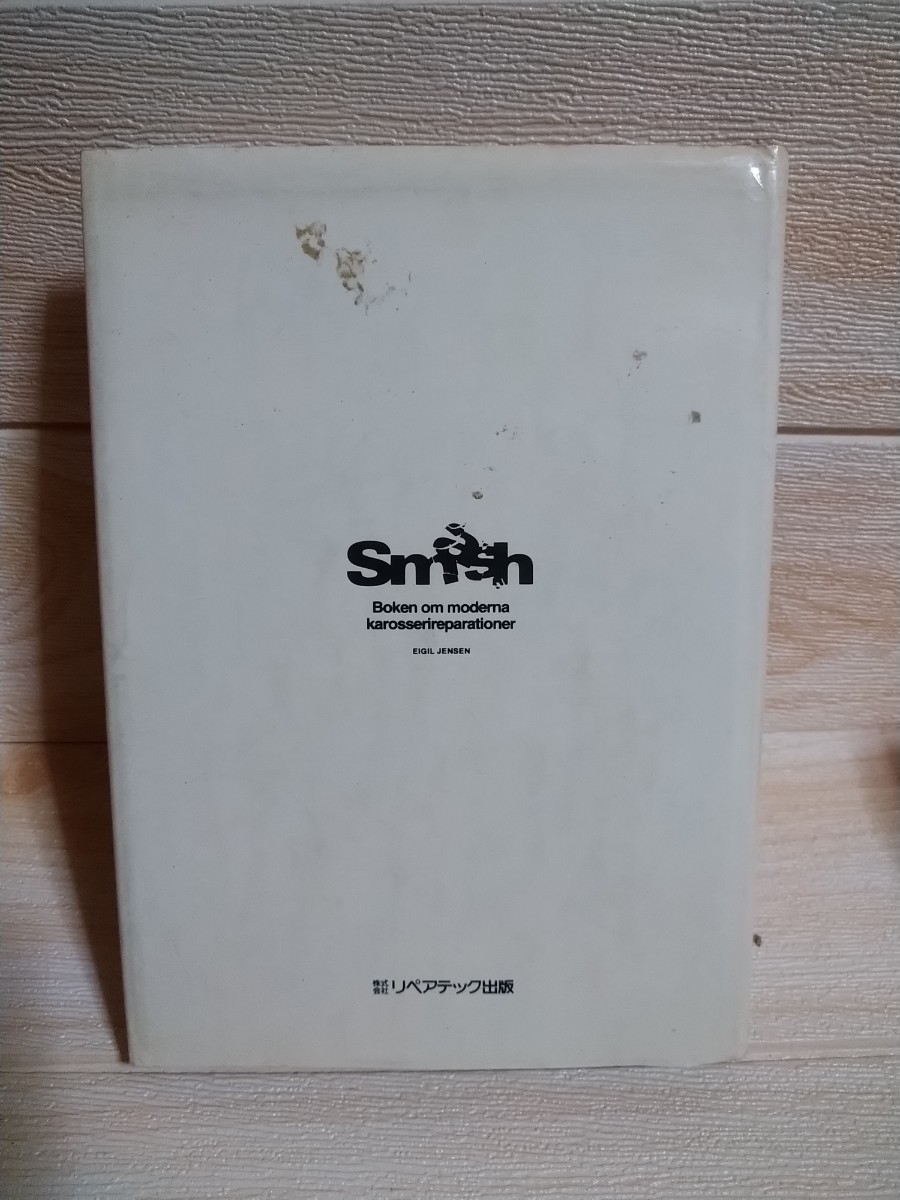 Smash
Boken om moderna
karosserireparationer
EIGIL JENSEN
株式会社 リペアテック出版